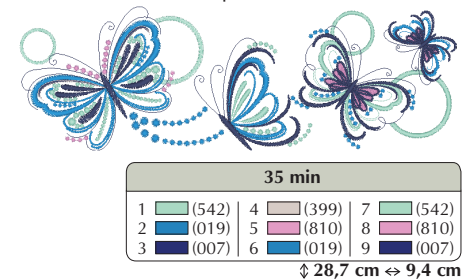 35 min
1 (542) 4 (399) 7 (542)
2 (019) 5 (810) 8 (810)
3 (007) 6 (019) 9 (007)
⇕ 28,7 cm ⇔ 9,4 cm